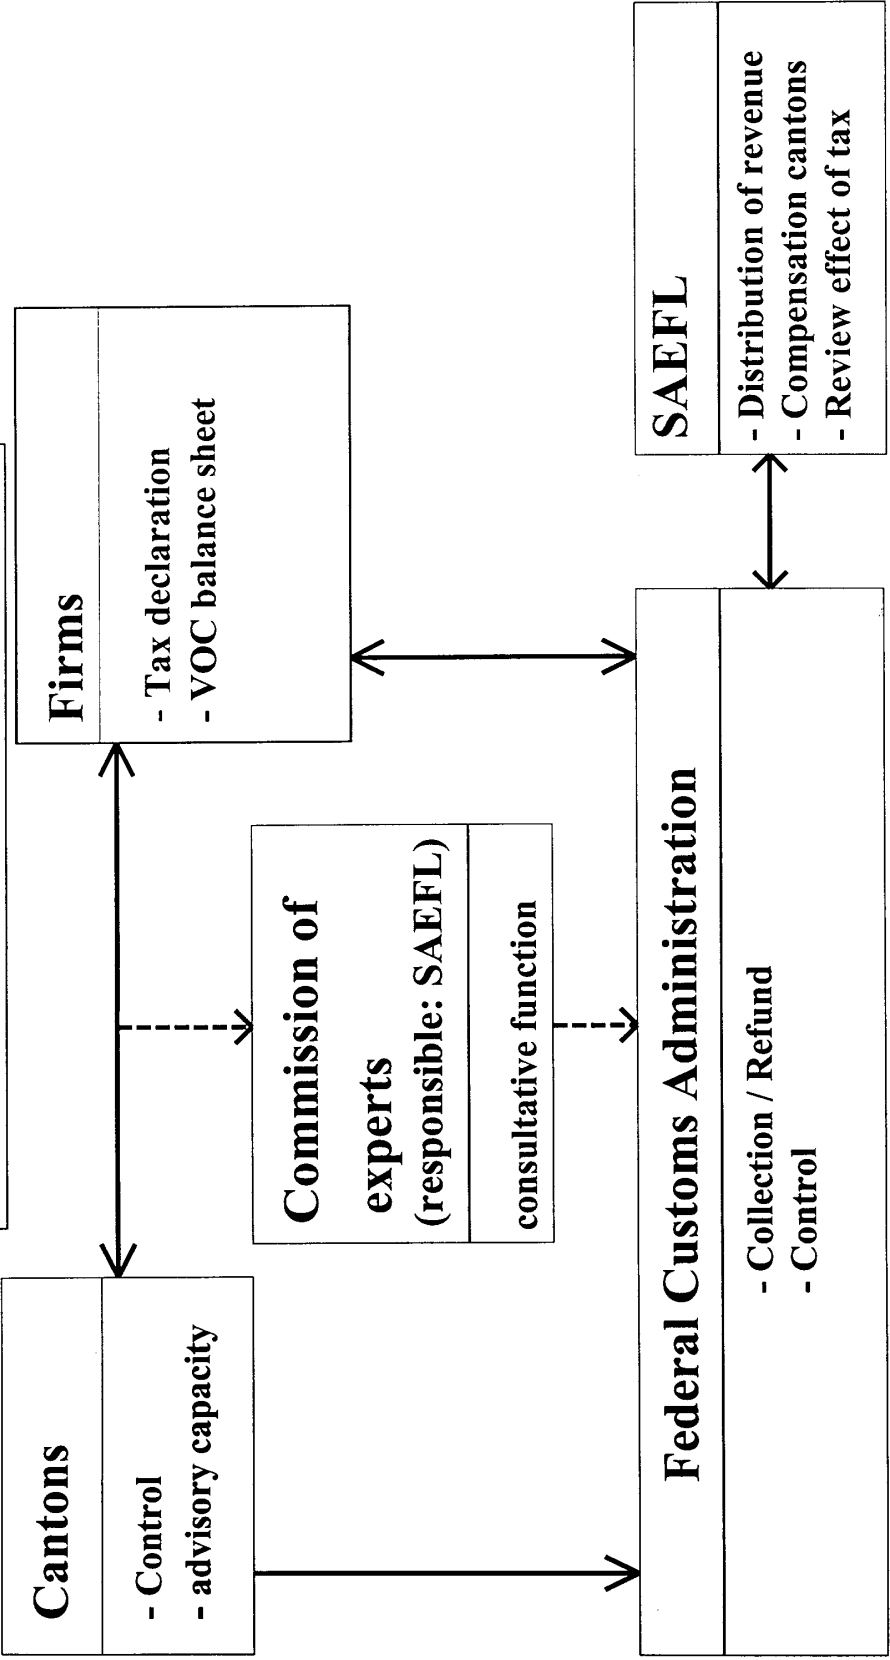 Cantons
- Control
- advisory capacity
Firms
- Tax declaration
- VOC balance sheet
Commission of
experts
(responsible: SAEFL)
consultative function
Federal Customs Administration
- Collection / Refund
- Control
SAEFL
- Distribution of revenue
- Compensation cantons
- Review effect of tax